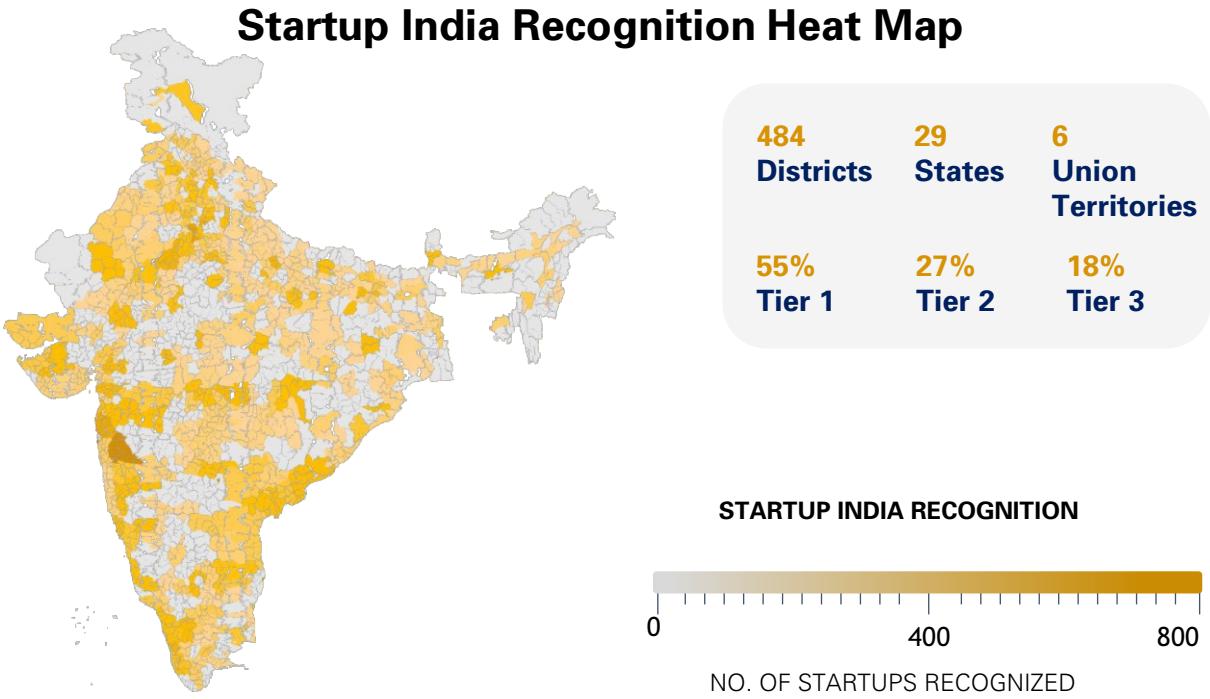 Startup India Recognition Heat Map
484
Districts
29
States
6
Union
Territories
55%
Tier 1
27%
Tier 2
18%
Tier 3
STARTUP INDIA RECOGNITION
0
400
800
NO. OF STARTUPS RECOGNIZED